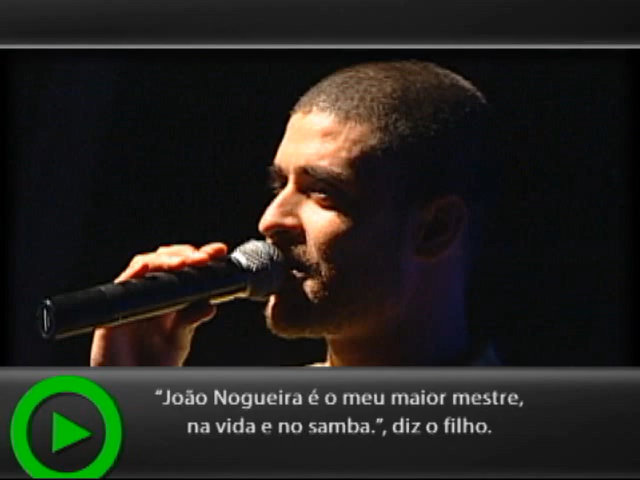 “João Nogueira é o meu maior mestre,
na vida e no samba.”, diz o filho.